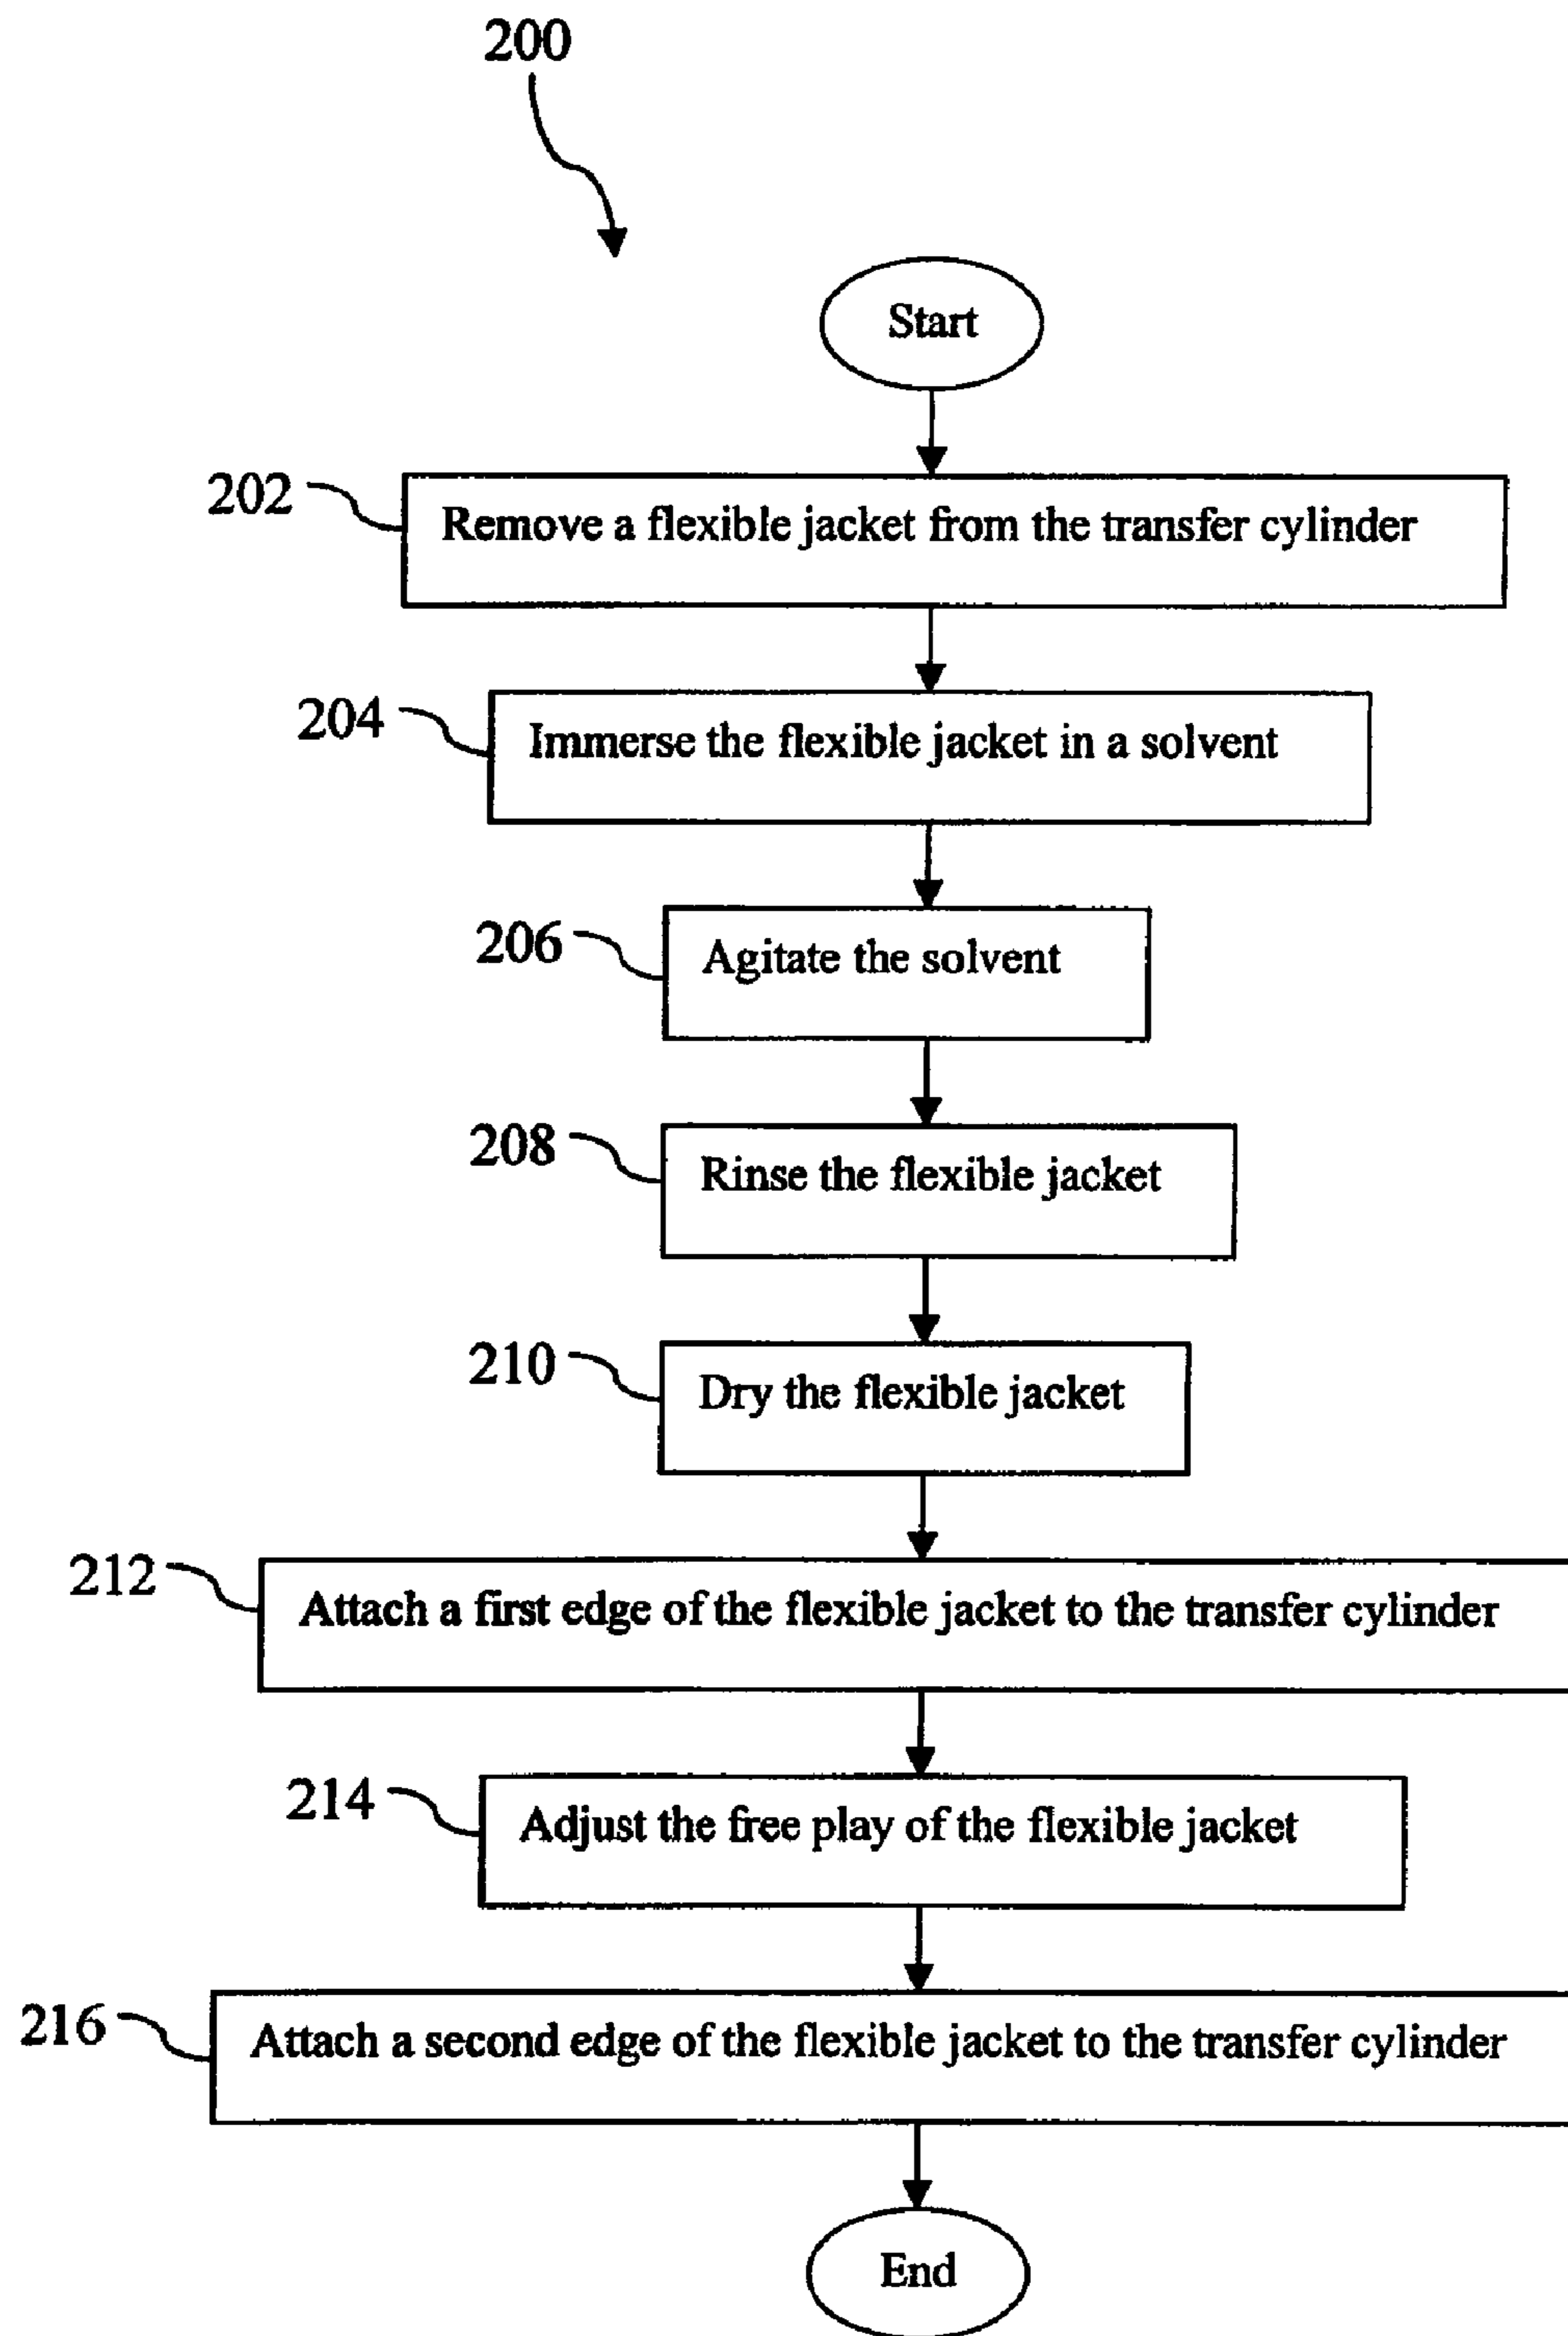 200
Start
202
Remove a flexible jacket from the transfer cylinder
204
Immerse the flexible jacket in a solvent
206
Agitate the solvent
208
Rinse the flexible jacket
210
Dry the flexible jacket
212
Attach a first edge of the flexible jacket to the transfer cylinder
214
Adjust the free play of the flexible jacket
216
Attach a second edge of the flexible jacket to the transfer cylinder
End